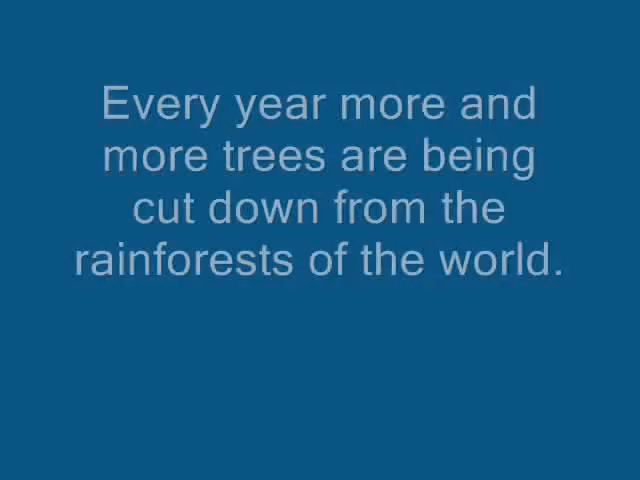 Every year more and
more trees are being
cut down from the
rainforests of the world.